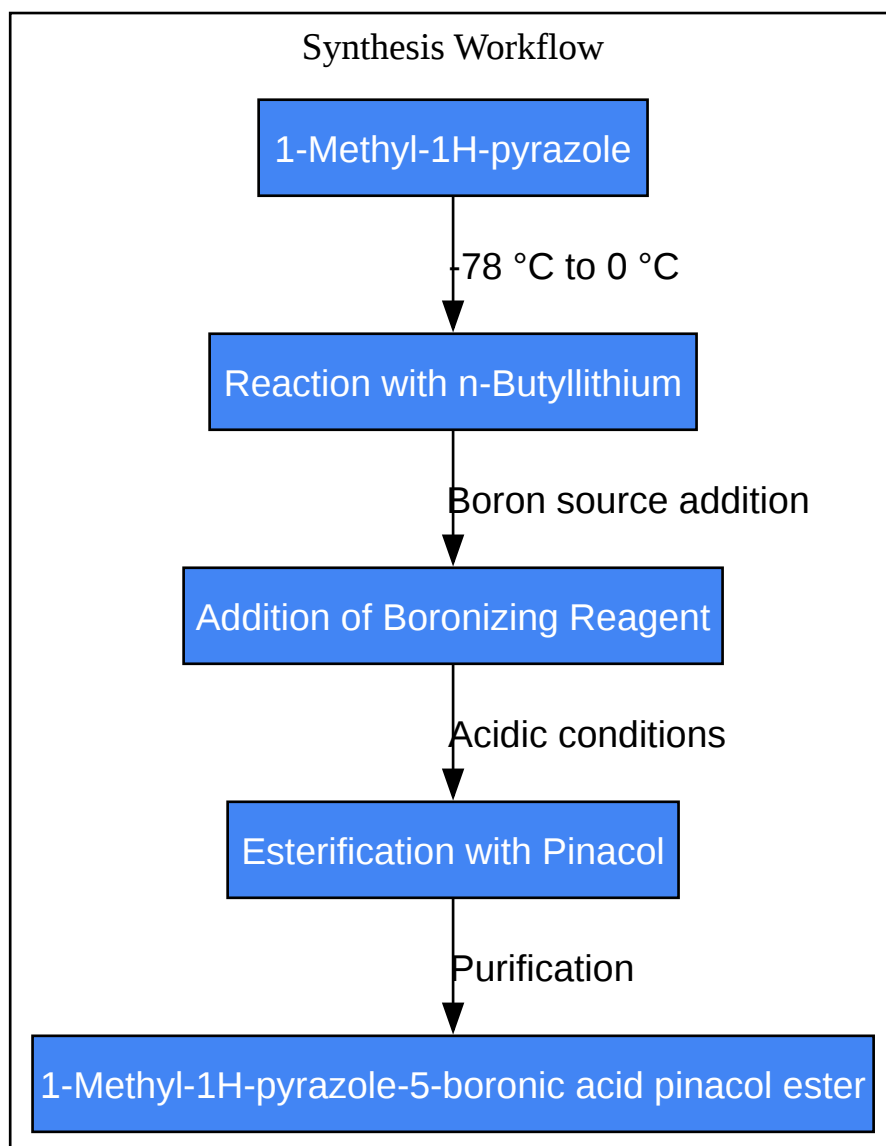 Synthesis Workflow
1-Methyl-1H-pyrazole
-78 °C to 0 °C
Reaction with n-Butyllithium
Boron source addition
Addition of Boronizing Reagent
Acidic conditions
Esterification with Pinacol
Purification
1-Methyl-1H-pyrazole-5-boronic acid pinacol ester